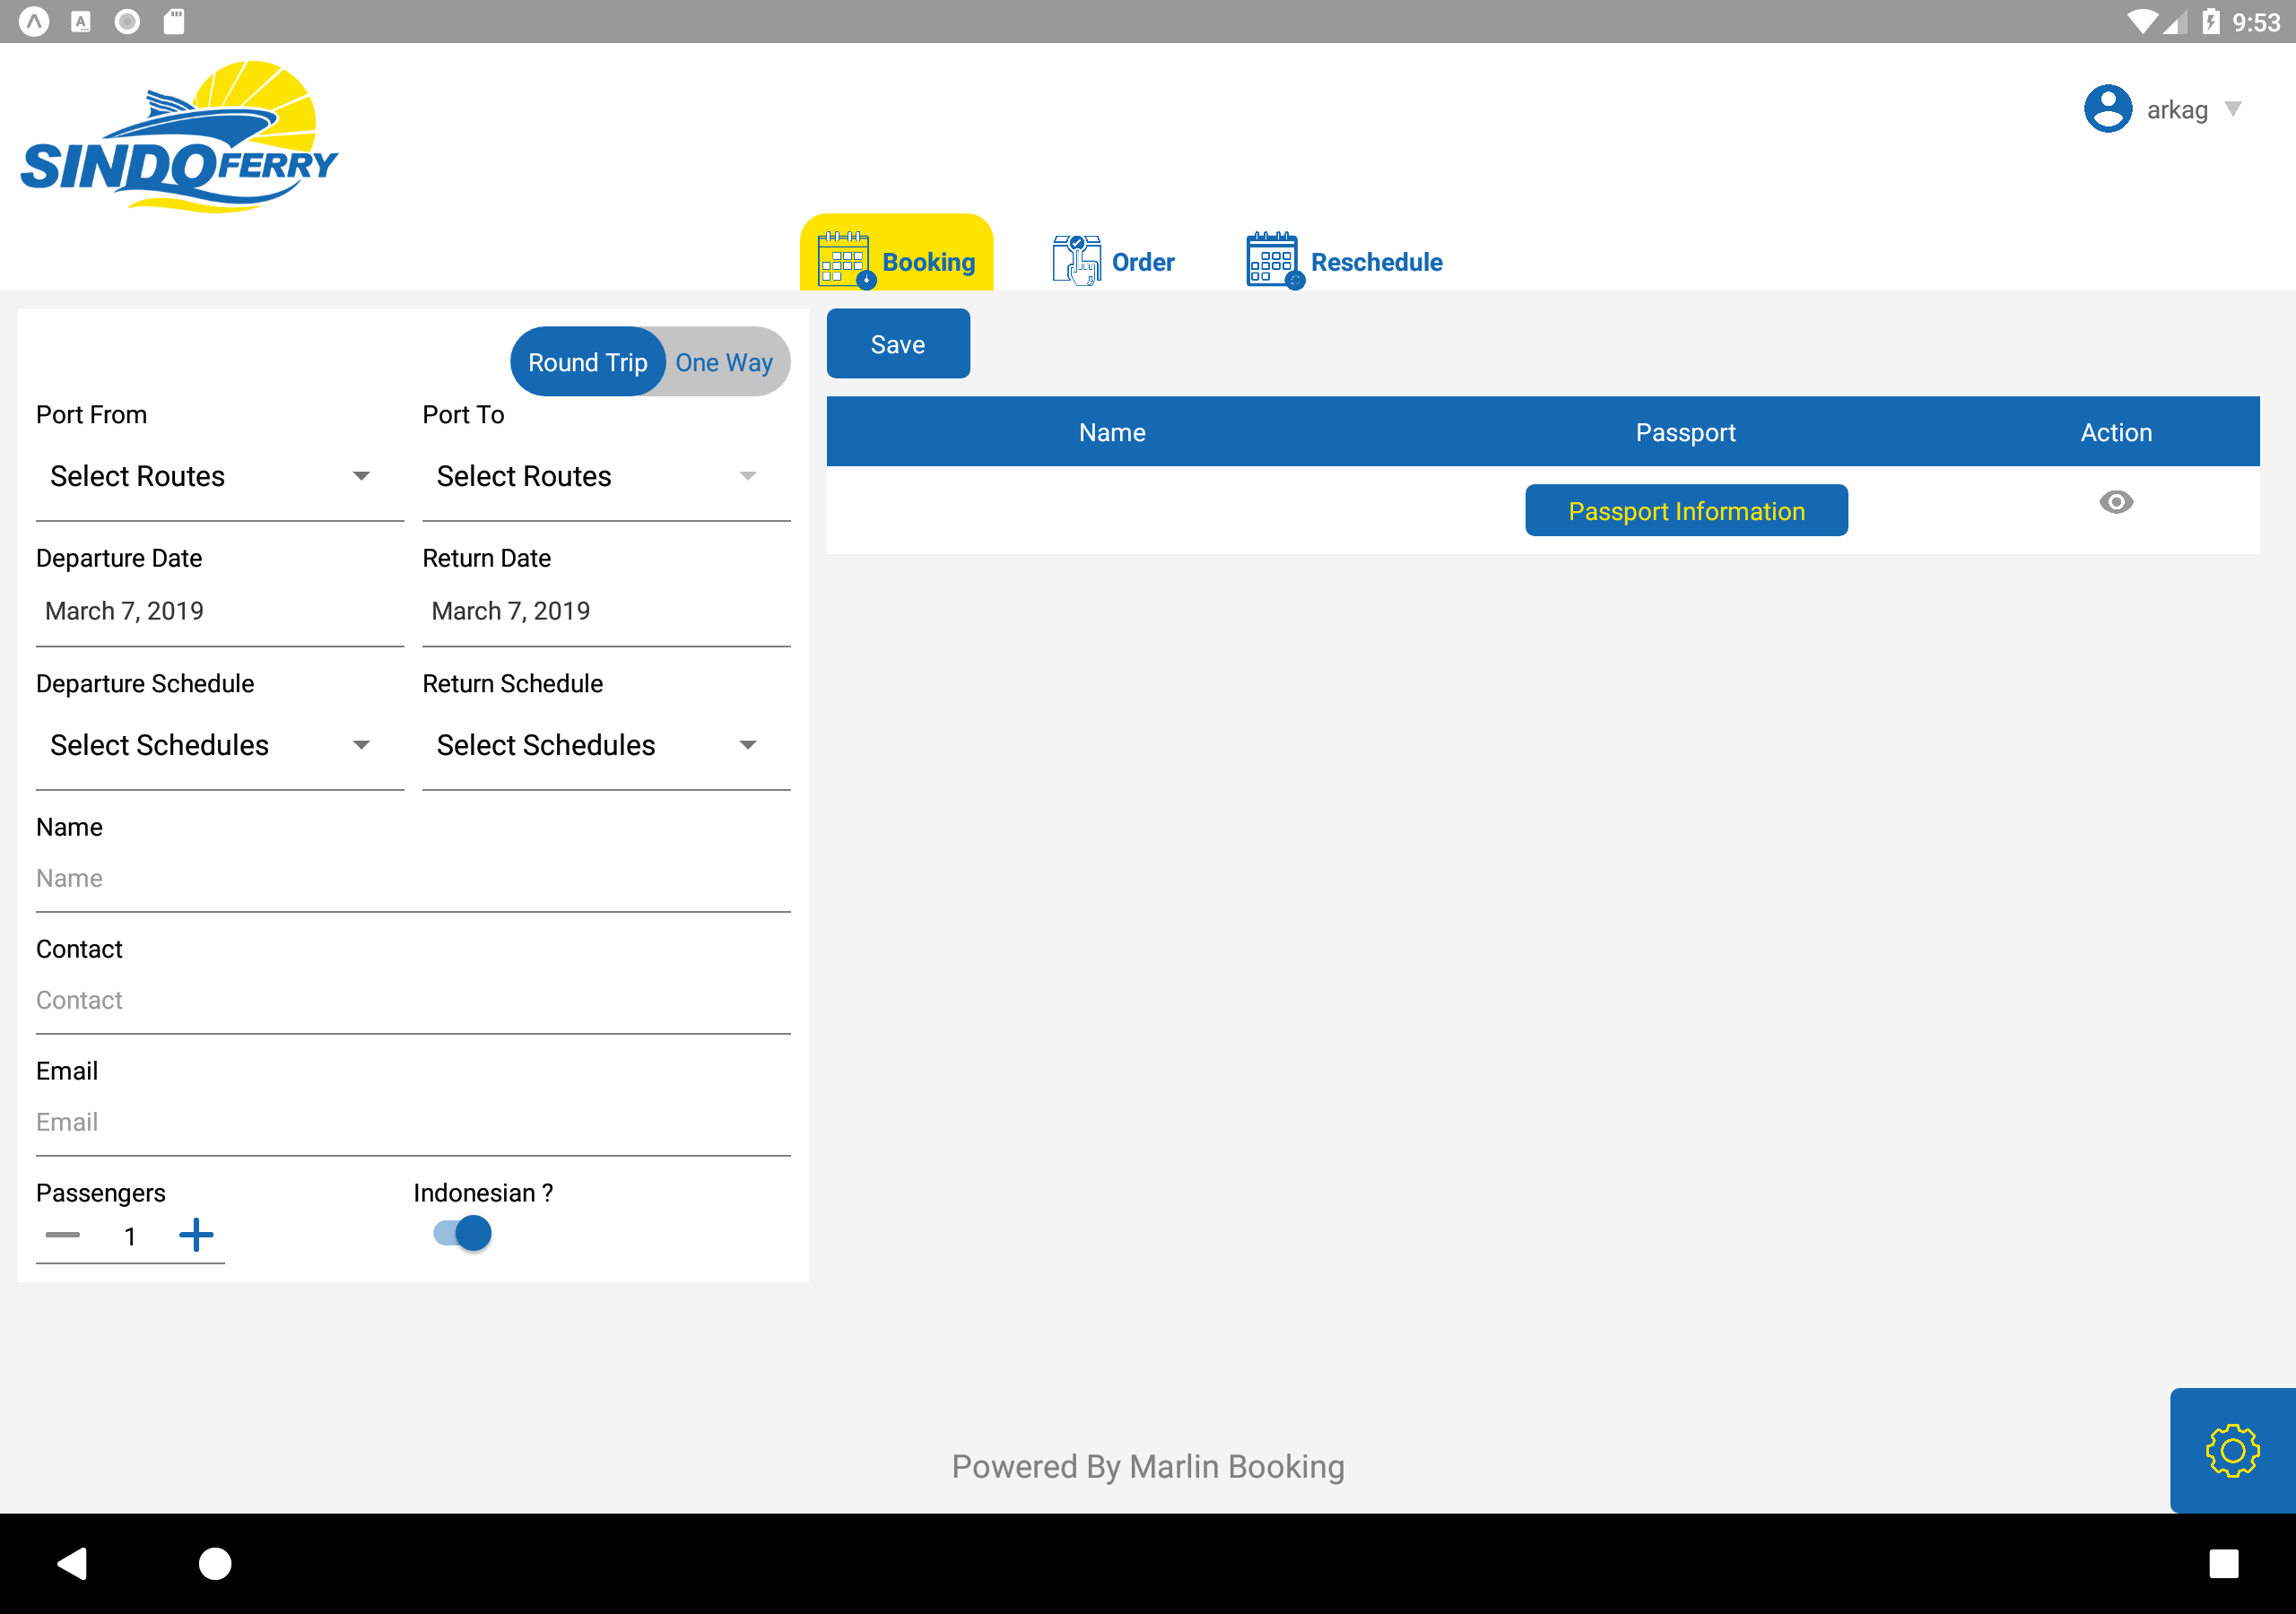 9:53
SINDOFERRY
arkag
Booking
Order
Reschedule
Round Trip One Way
Save
Port From Port To
Select Routes Select Routes
Name Passport Action
Passport Information
Departure Date Return Date
March 7, 2019 March 7, 2019
Departure Schedule Return Schedule
Select Schedules Select Schedules
Name
Name
Contact
Contact
Email
Email
Passengers Indonesian ?
1
Powered By Marlin Booking